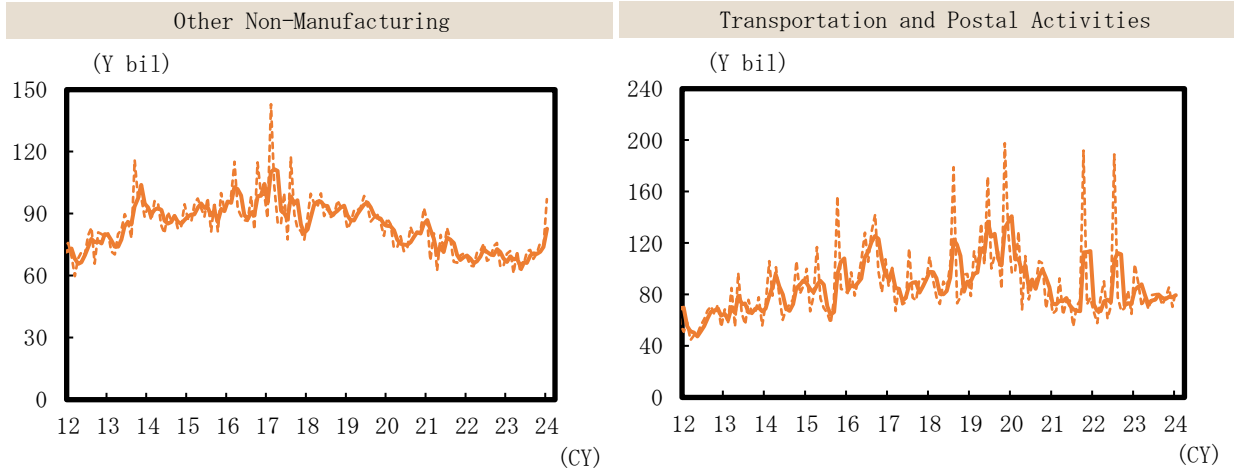 Other Non-Manufacturing
(Y bil)
150
120
90
60
30
0
12 13 14 15 16 17 18 19 20 21 22 23 24
(CY)
Transportation and Postal Activities
(Y bil)
240
200
160
120
80
40
0
12 13 14 15 16 17 18 19 20 21 22 23 24
(CY)